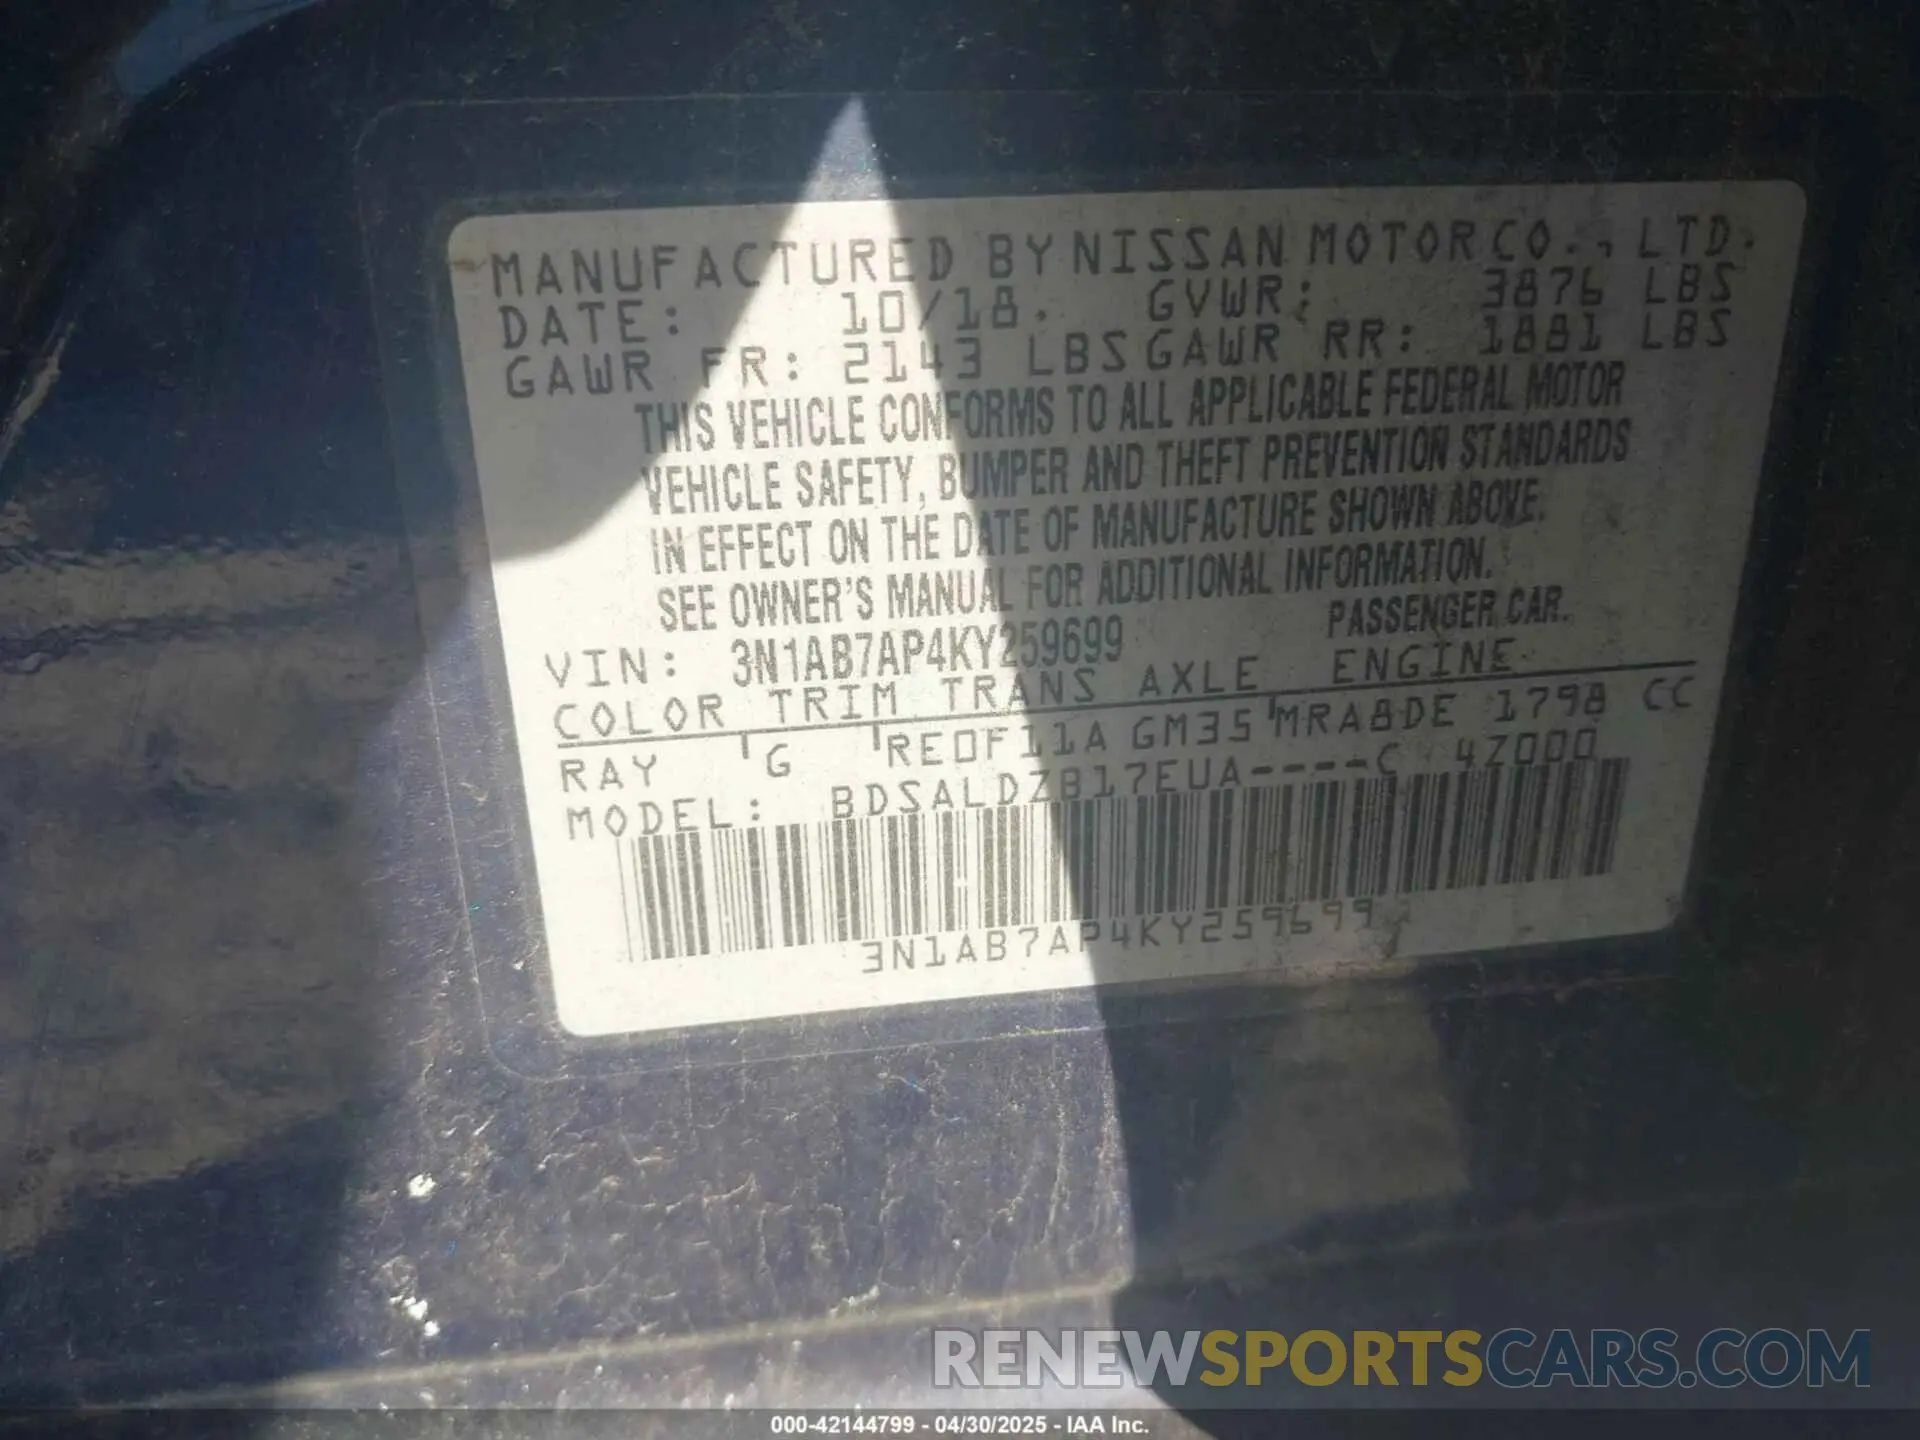 MANUFACTURED BY NISSAN MOTOR CO., LTD.
DATE: 10/18. GVWR: 3876 LBS
GAWR FR: 2143 LBS GAWR RR: 1881 LBS
THIS VEHICLE CONFORMS TO ALL APPLICABLE FEDERAL MOTOR
VEHICLE SAFETY, BUMPER AND THEFT PREVENTION STANDARDS
IN EFFECT ON THE DATE OF MANUFACTURE SHOWN ABOVE.
SEE OWNER'S MANUAL FOR ADDITIONAL INFORMATION.
VIN: 3N1AB7AP4KY259699 PASSENGER CAR.
COLOR TRIM TRANS AXLE ENGINE
RAY G RE0F11A GM35 MRA8DE 1798 CC
MODEL: BDSALDZB17EUA----C 4Z000
3N1AB7AP4KY259699
RENEWSPORTSCARS.COM
000-42144799 - 04/30/2025 - IAA Inc.